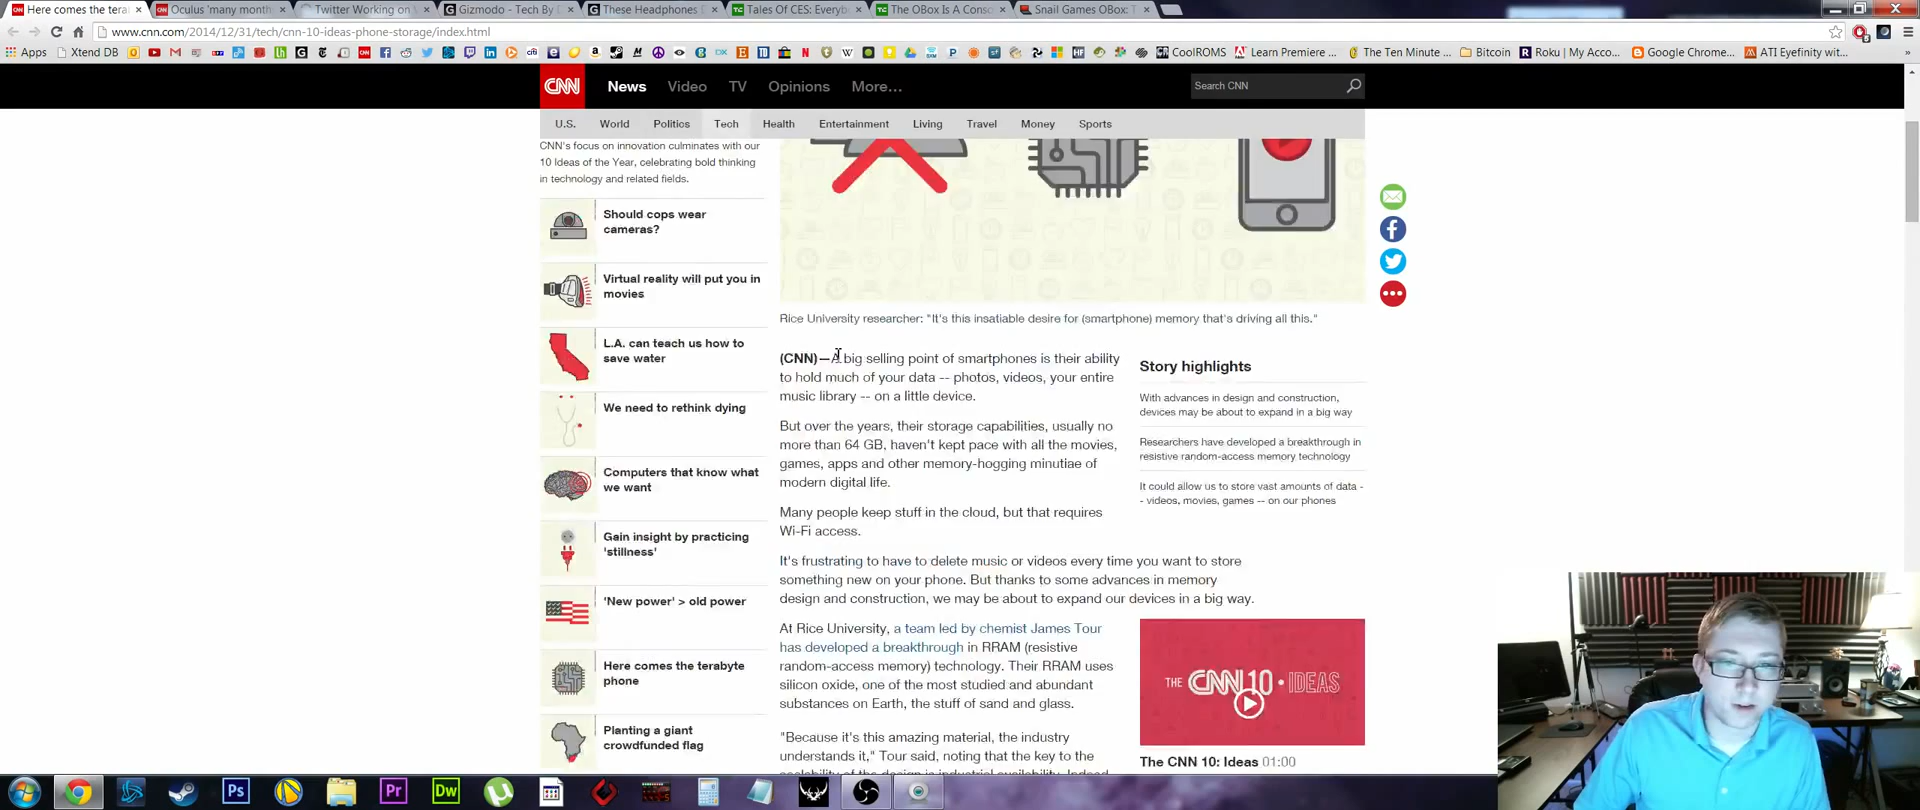 Here comes the tera
Oculus 'many month
Twitter Working on V
Gizmodo - Tech By D
These Headphones D
Tales Of CES: Everyb
The OBox Is A Conso
Snail Games OBox: T
www.cnn.com/2014/12/31/tech/cnn-10-ideas-phone-storage/index.html
Apps
Xtend DB
CoolROMS
Learn Premiere ...
The Ten Minute ...
Bitcoin
Roku | My Acco...
Google Chrome...
ATI Eyefinity wit...
CNN
News
Video
TV
Opinions
More...
Search CNN
U.S.
World
Politics
Tech
Health
Entertainment
Living
Travel
Money
Sports
CNN's focus on innovation culminates with our
10 Ideas of the Year, celebrating bold thinking
in technology and related fields.
Should cops wear
cameras?
Virtual reality will put you in
movies
L.A. can teach us how to
save water
We need to rethink dying
Computers that know what
we want
Gain insight by practicing
'stillness'
'New power' > old power
Here comes the terabyte
phone
Planting a giant
crowdfunded flag
Rice University researcher: "It's this insatiable desire for (smartphone) memory that's driving all this."
(CNN)—A big selling point of smartphones is their ability
to hold much of your data -- photos, videos, your entire
music library -- on a little device.
But over the years, their storage capabilities, usually no
more than 64 GB, haven't kept pace with all the movies,
games, apps and other memory-hogging minutiae of
modern digital life.
Many people keep stuff in the cloud, but that requires
Wi-Fi access.
It's frustrating to have to delete music or videos every time you want to store
something new on your phone. But thanks to some advances in memory
design and construction, we may be about to expand our devices in a big way.
At Rice University, a team led by chemist James Tour
has developed a breakthrough in RRAM (resistive
random-access memory) technology. Their RRAM uses
silicon oxide, one of the most studied and abundant
substances on Earth, the stuff of sand and glass.
"Because it's this amazing material, the industry
understands it," Tour said, noting that the key to the
scalability of the design is industrial availability. Indeed
Story highlights
With advances in design and construction,
devices may be about to expand in a big way
Researchers have developed a breakthrough in
resistive random-access memory technology
It could allow us to store vast amounts of data -
- videos, movies, games -- on our phones
THE CNN 10 • IDEAS
The CNN 10: Ideas 01:00
Ps
Pr
Dw